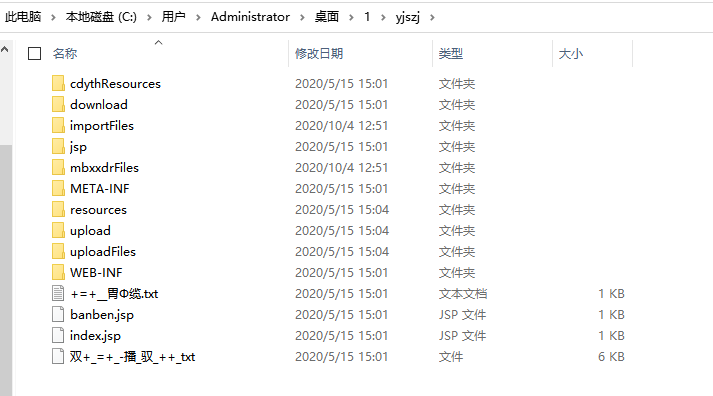 此电脑 > 本地磁盘 (C:) > 用户 > Administrator > 桌面 > 1 > yjszj >
名称 修改日期 类型 大小
cdythResources 2020/5/15 15:01 文件夹
download 2020/5/15 15:01 文件夹
importFiles 2020/10/4 12:51 文件夹
jsp 2020/5/15 15:01 文件夹
mbxxdrFiles 2020/10/4 12:51 文件夹
META-INF 2020/5/15 15:01 文件夹
resources 2020/5/15 15:04 文件夹
upload 2020/5/15 15:04 文件夹
uploadFiles 2020/5/15 15:04 文件夹
WEB-INF 2020/5/15 15:01 文件夹
+=+__胃Φ缆.txt 2020/5/15 15:01 文本文档 1 KB
banben.jsp 2020/5/15 15:01 JSP 文件 1 KB
index.jsp 2020/5/15 15:01 JSP 文件 1 KB
双+_=+_-播_驭_++_txt 2020/5/15 15:01 文件 6 KB